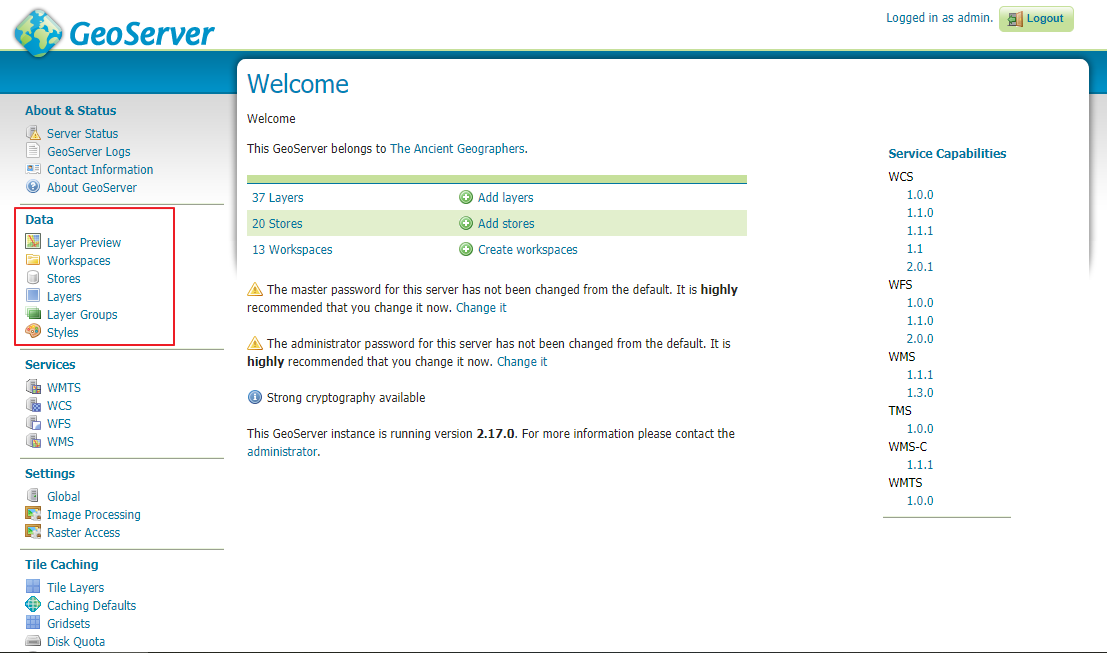 GeoServer
Logged in as admin.
Logout
About & Status
Server Status
GeoServer Logs
Contact Information
About GeoServer
Data
Layer Preview
Workspaces
Stores
Layers
Layer Groups
Styles
Services
WMTS
WCS
WFS
WMS
Settings
Global
Image Processing
Raster Access
Tile Caching
Tile Layers
Caching Defaults
Gridsets
Disk Quota
Welcome
Welcome
This GeoServer belongs to The Ancient Geographers.
37 Layers Add layers
20 Stores Add stores
13 Workspaces Create workspaces
The master password for this server has not been changed from the default. It is highly
recommended that you change it now. Change it
The administrator password for this server has not been changed from the default. It is
highly recommended that you change it now. Change it
Strong cryptography available
This GeoServer instance is running version 2.17.0. For more information please contact the
administrator.
Service Capabilities
WCS
1.0.0
1.1.0
1.1.1
1.1
2.0.1
WFS
1.0.0
1.1.0
2.0.0
WMS
1.1.1
1.3.0
TMS
1.0.0
WMS-C
1.1.1
WMTS
1.0.0